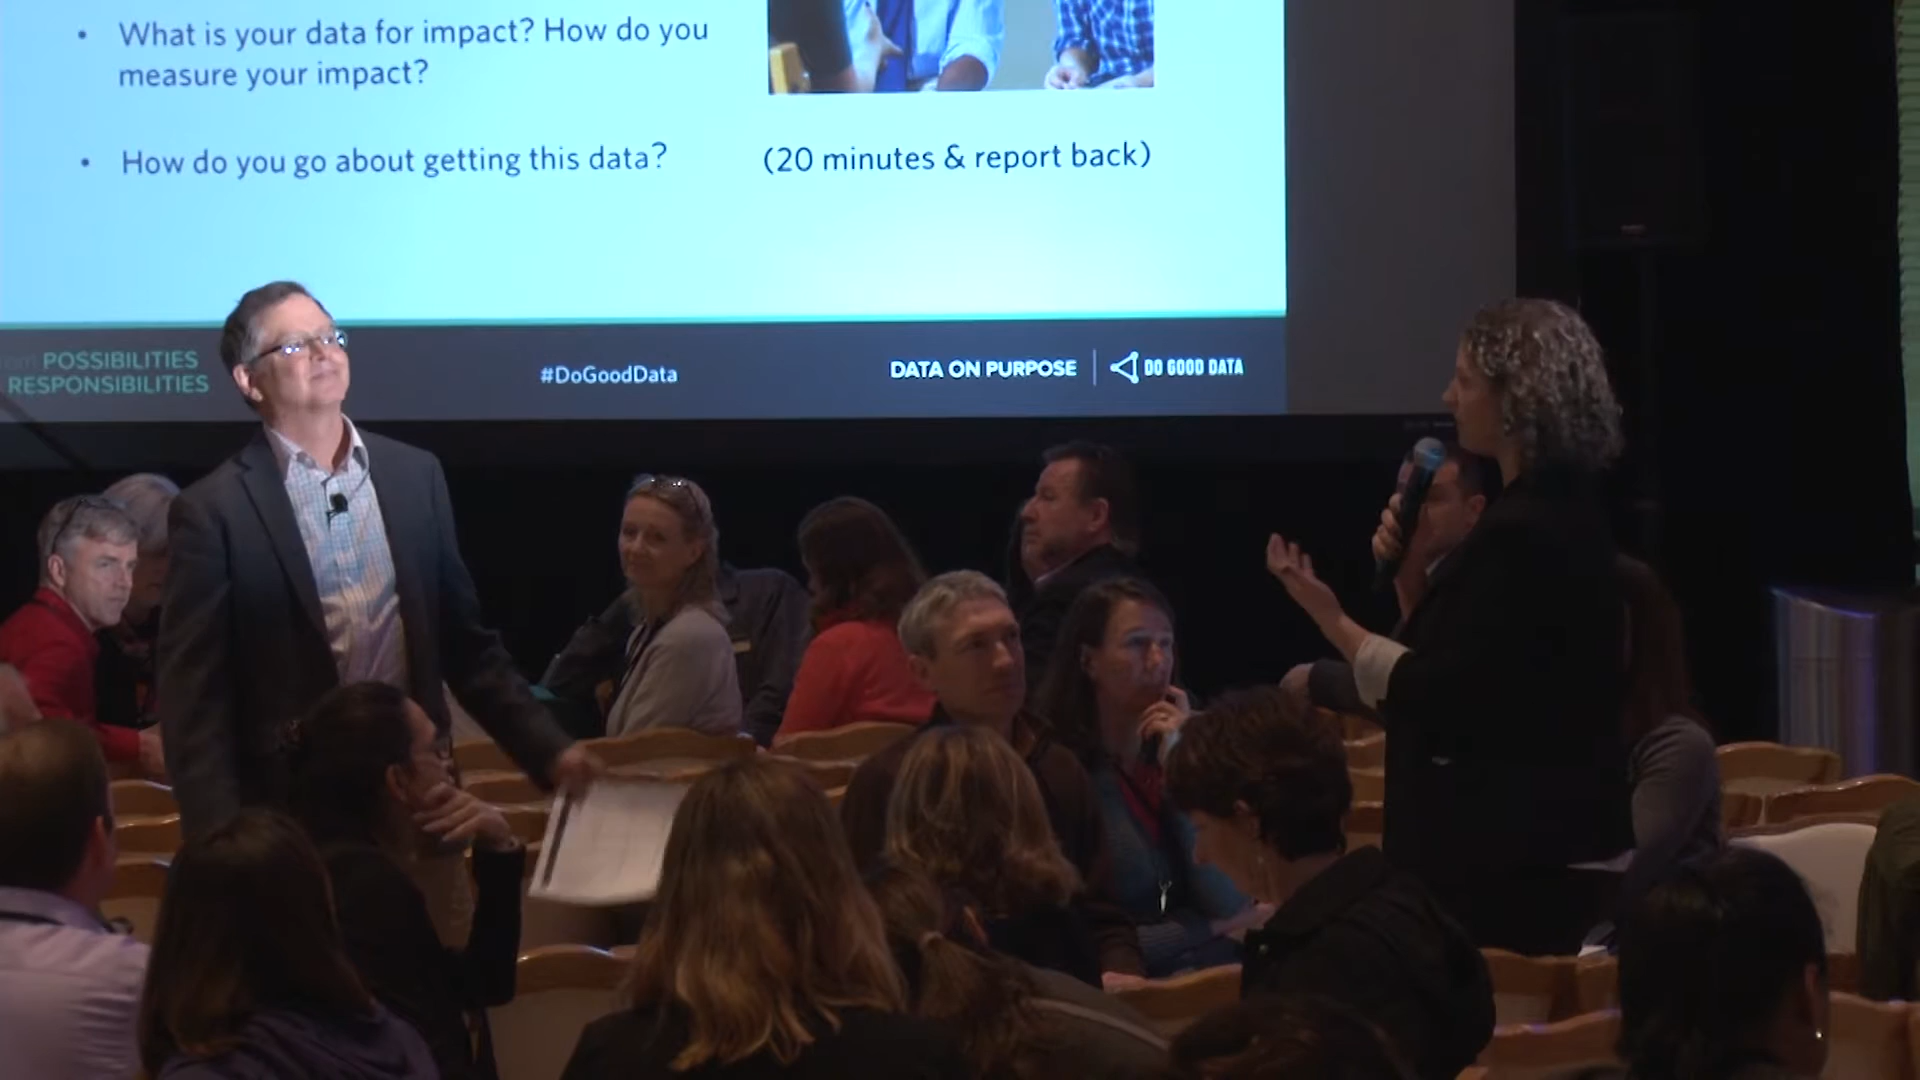 • What is your data for impact? How do you
measure your impact?
• How do you go about getting this data?
(20 minutes & report back)
POSSIBILITIES
RESPONSIBILITIES
#DoGoodData
DATA ON PURPOSE
DO GOOD DATA